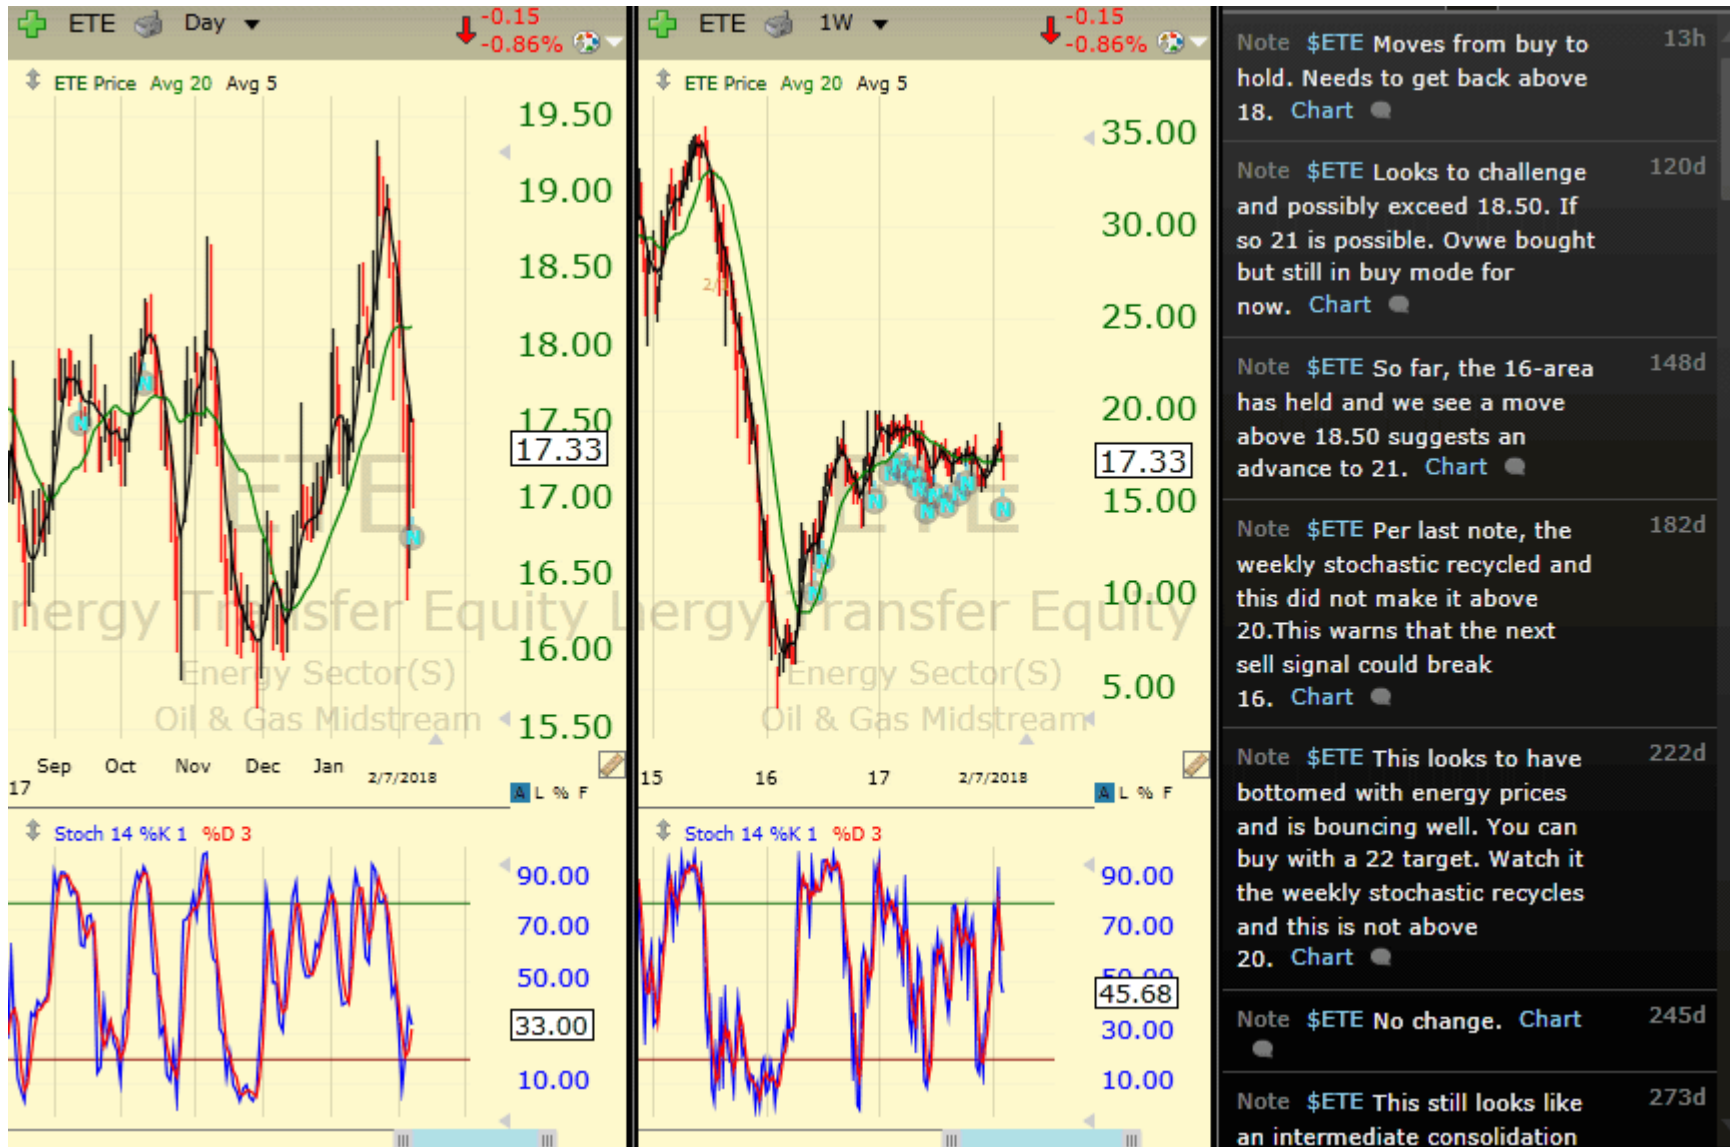 ETE Day -0.15
-0.86%
ETE Price Avg 20 Avg 5
19.50
19.00
18.50
18.00
17.50
17.33
17.00
16.50
16.00
15.50
N
N
N
ETE
nergy Transfer Equity
Energy Sector(S)
Oil & Gas Midstream
Sep Oct Nov Dec Jan 2/7/2018
17
A L % F
Stoch 14 %K 1 %D 3
90.00
70.00
50.00
33.00
10.00
ETE 1W -0.15
-0.86%
ETE Price Avg 20 Avg 5
35.00
30.00
25.00
20.00
17.33
15.00
10.00
5.00
ETE
nergy Transfer Equity
Energy Sector(S)
Oil & Gas Midstream
15 16 17 2/7/2018
A L % F
Stoch 14 %K 1 %D 3
90.00
70.00
50.00
45.68
30.00
10.00
Note $ETE Moves from buy to 13h
hold. Needs to get back above
18. Chart
Note $ETE Looks to challenge 120d
and possibly exceed 18.50. If
so 21 is possible. Ovwe bought
but still in buy mode for
now. Chart
Note $ETE So far, the 16-area 148d
has held and we see a move
above 18.50 suggests an
advance to 21. Chart
Note $ETE Per last note, the 182d
weekly stochastic recycled and
this did not make it above
20.This warns that the next
sell signal could break
16. Chart
Note $ETE This looks to have 222d
bottomed with energy prices
and is bouncing well. You can
buy with a 22 target. Watch it
the weekly stochastic recycles
and this is not above
20. Chart
Note $ETE No change. Chart 245d
Note $ETE This still looks like 273d
an intermediate consolidation